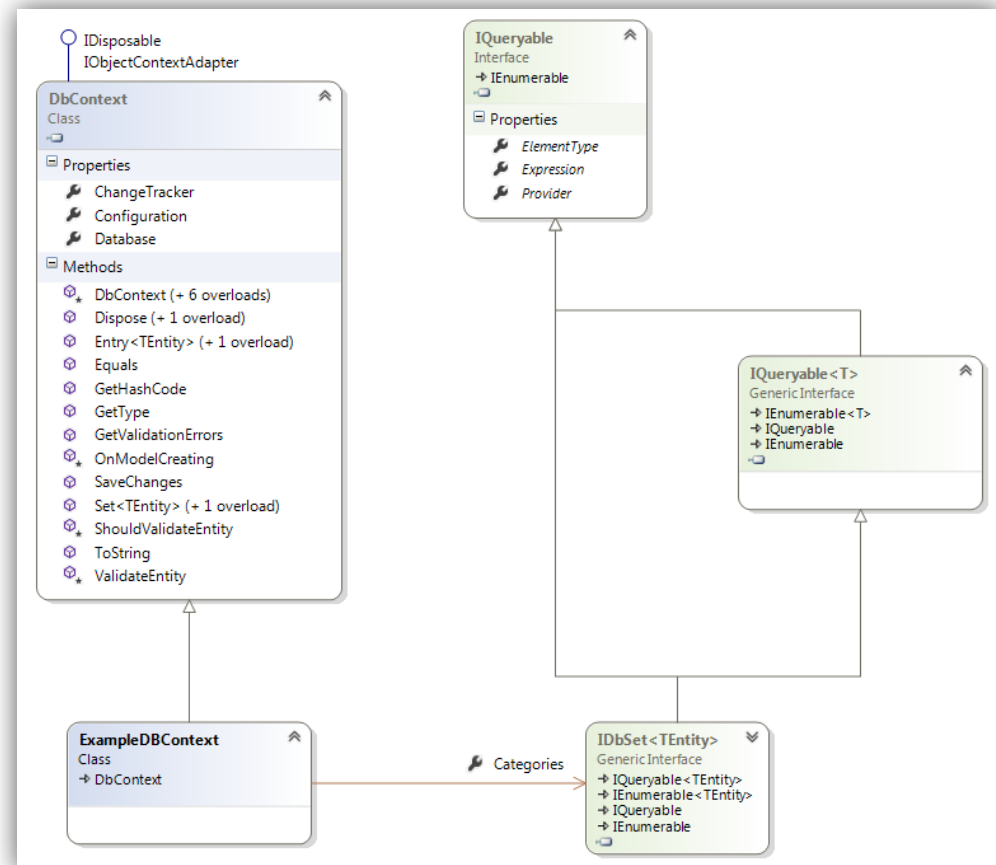 IDisposable
IObjectContextAdapter
DbContext
Class
Properties
ChangeTracker
Configuration
Database
Methods
DbContext (+ 6 overloads)
Dispose (+ 1 overload)
Entry<TEntity> (+ 1 overload)
Equals
GetHashCode
GetType
GetValidationErrors
OnModelCreating
SaveChanges
Set<TEntity> (+ 1 overload)
ShouldValidateEntity
ToString
ValidateEntity
IQueryable
Interface
IEnumerable
Properties
ElementType
Expression
Provider
IQueryable<T>
Generic Interface
IEnumerable<T>
IQueryable
IEnumerable
ExampleDBContext
Class
DbContext
Categories
IDbSet<TEntity>
Generic Interface
IQueryable<TEntity>
IEnumerable<TEntity>
IQueryable
IEnumerable